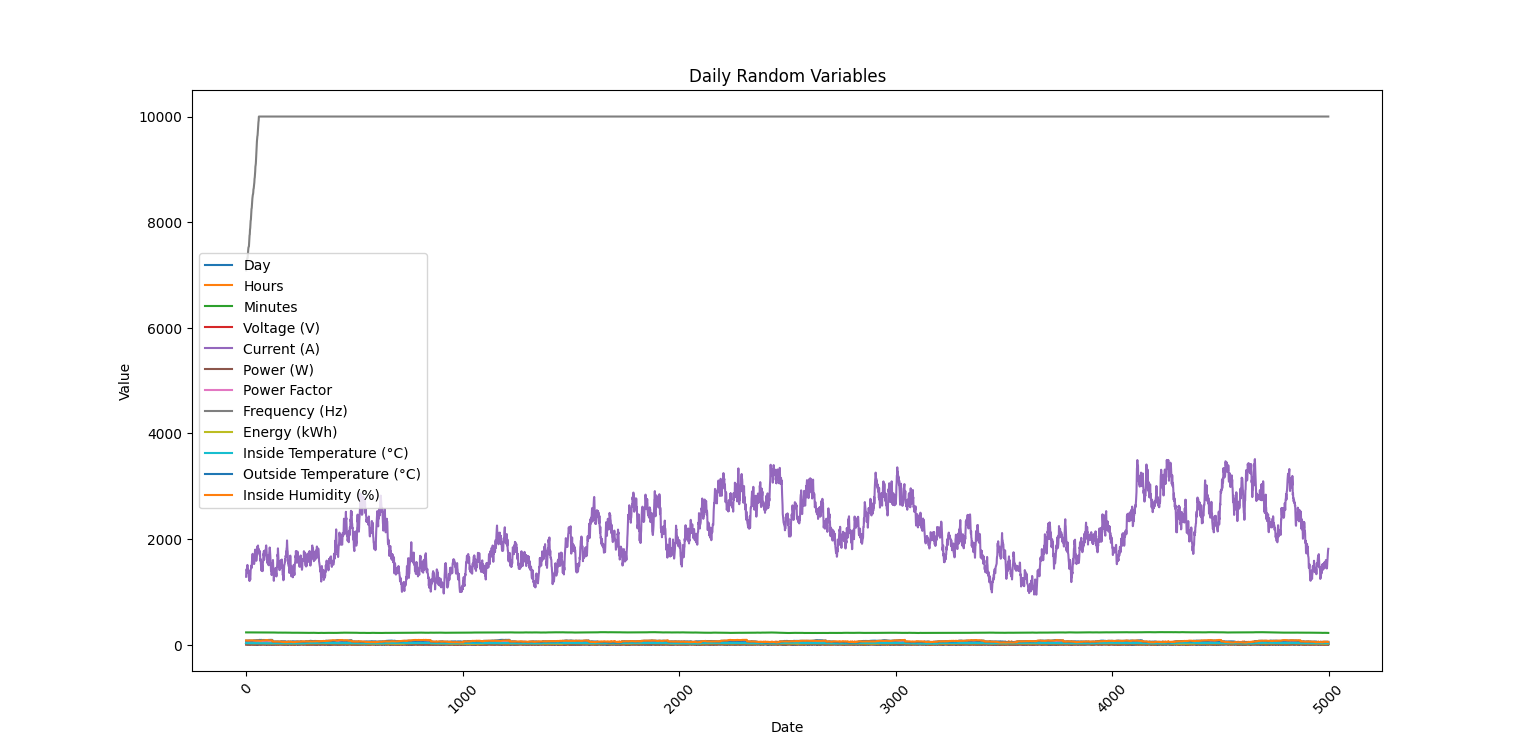 Daily Random Variables
10000
8000
6000
4000
2000
0
Value
Day
Hours
Minutes
Voltage (V)
Current (A)
Power (W)
Power Factor
Frequency (Hz)
Energy (kWh)
Inside Temperature (°C)
Outside Temperature (°C)
Inside Humidity (%)
0
1000
2000
3000
4000
5000
Date